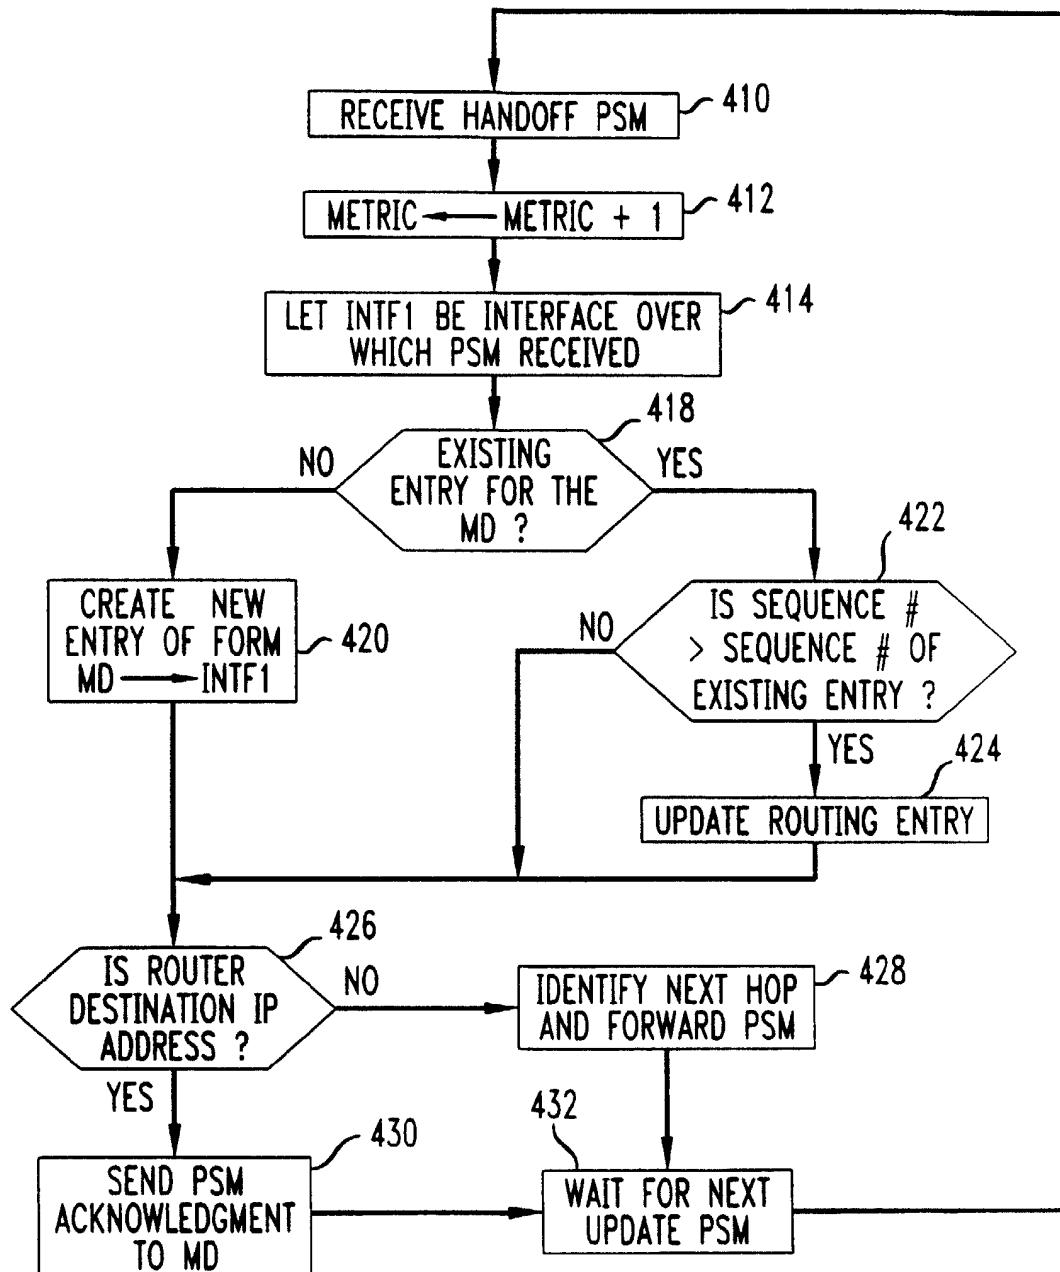 RECEIVE HANDOFF PSM
410
METRIC ← METRIC + 1
412
LET INTF1 BE INTERFACE OVER
WHICH PSM RECEIVED
414
418
EXISTING
ENTRY FOR THE
MD ?
NO
YES
CREATE NEW
ENTRY OF FORM
MD → INTF1
420
422
IS SEQUENCE #
> SEQUENCE # OF
EXISTING ENTRY ?
NO
YES
424
UPDATE ROUTING ENTRY
426
IS ROUTER
DESTINATION IP
ADDRESS ?
NO
YES
IDENTIFY NEXT HOP
AND FORWARD PSM
428
430
SEND PSM
ACKNOWLEDGMENT
TO MD
432
WAIT FOR NEXT
UPDATE PSM